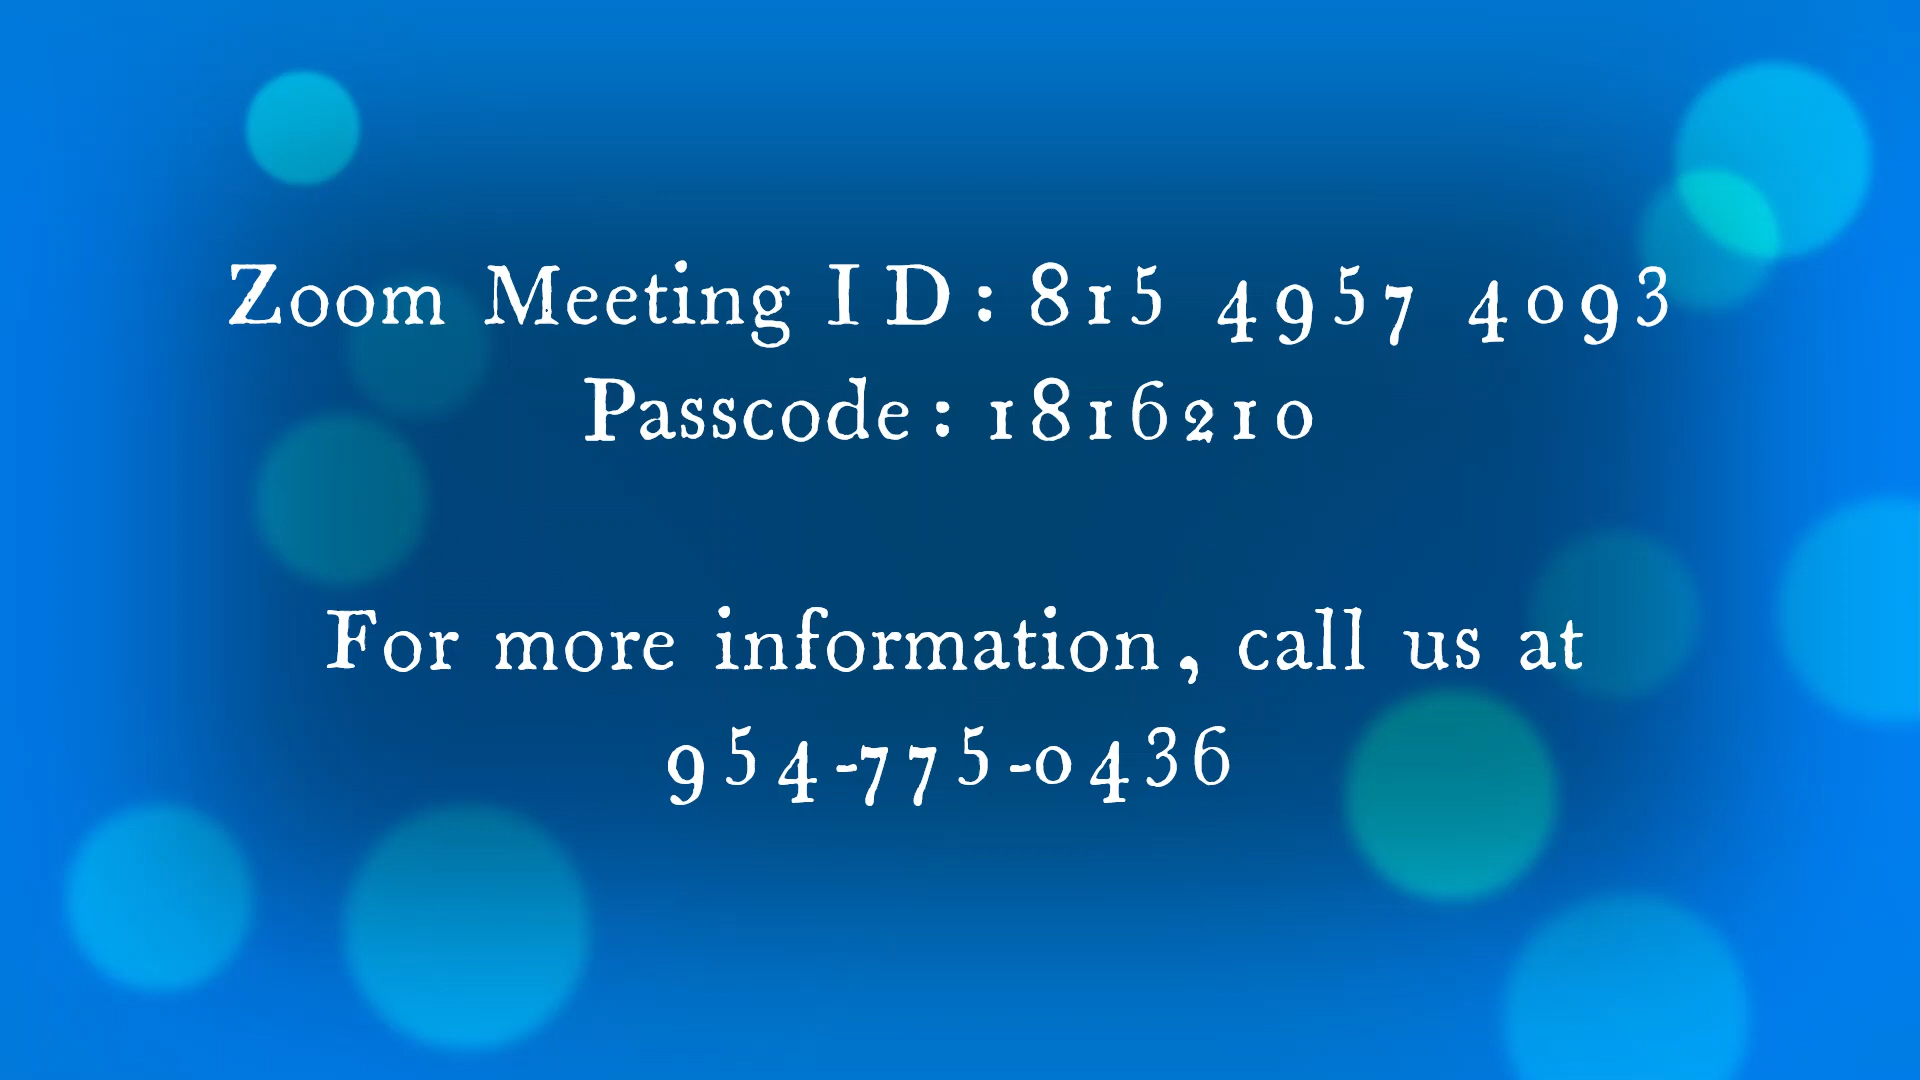 Zoom Meeting ID: 815 4957 4093
Passcode: 1816210
For more information, call us at
954-775-0436